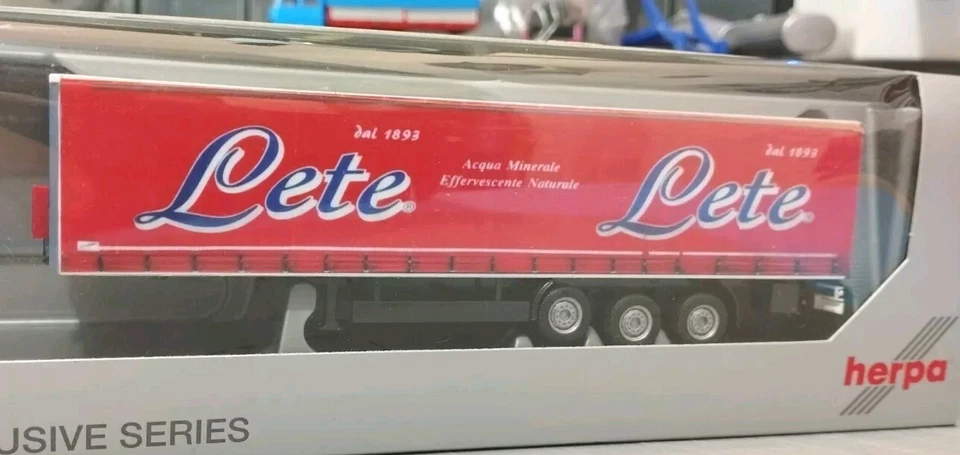 dal 1893
Lete
Acqua Minerale
Effervescente Naturale
dal 1893
Lete
herpa
USIVE SERIES